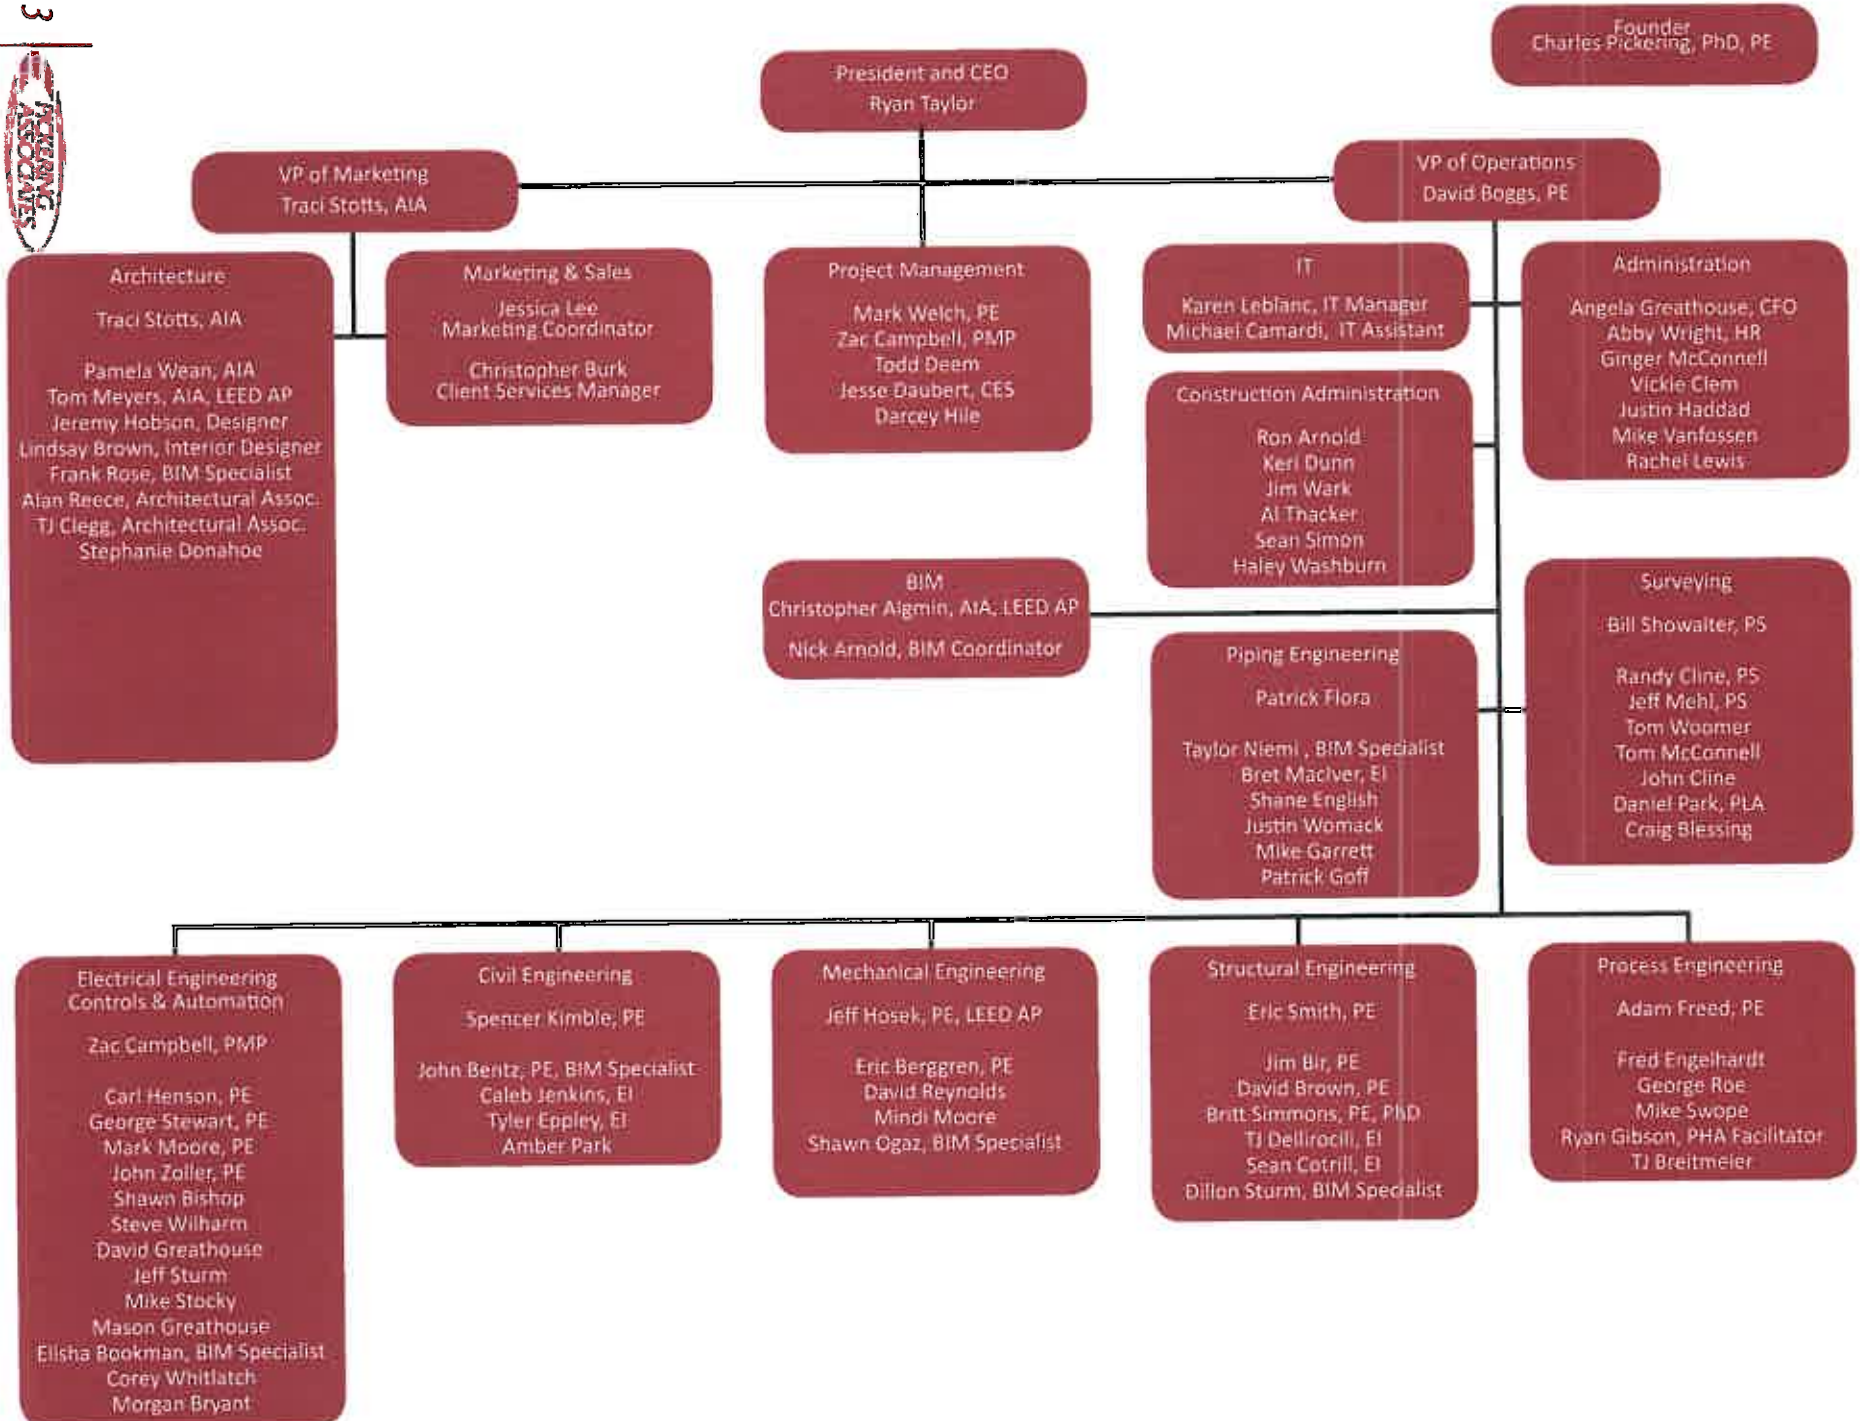 3
PICKERING
ASSOCIATES
Founder
Charles Pickering, PhD, PE
President and CEO
Ryan Taylor
VP of Marketing
Traci Stotts, AIA
VP of Operations
David Boggs, PE
Architecture
Traci Stotts, AIA
Pamela Wean, AIA
Tom Meyers, AIA, LEED AP
Jeremy Hobson, Designer
Lindsay Brown, Interior Designer
Frank Rose, BIM Specialist
Alan Reece, Architectural Assoc.
TJ Clegg, Architectural Assoc.
Stephanie Donahoe
Marketing & Sales
Jessica Lee
Marketing Coordinator
Christopher Burk
Client Services Manager
Project Management
Mark Welch, PE
Zac Campbell, PMP
Todd Deem
Jesse Daubert, CES
Darcey Hile
IT
Karen Leblanc, IT Manager
Michael Camardi, IT Assistant
Administration
Angela Greathouse, CFO
Abby Wright, HR
Ginger McConnell
Vickie Clem
Justin Haddad
Mike Vanfossen
Rachel Lewis
Construction Administration
Ron Arnold
Keri Dunn
Jim Wark
Al Thacker
Sean Simon
Haley Washburn
BIM
Christopher Algmin, AIA, LEED AP
Nick Arnold, BIM Coordinator
Piping Engineering
Patrick Flora
Taylor Niemi , BIM Specialist
Bret MacIver, EI
Shane English
Justin Womack
Mike Garrett
Patrick Goff
Surveying
Bill Showalter, PS
Randy Cline, PS
Jeff Mehl, PS
Tom Woomer
Tom McConnell
John Cline
Daniel Park, PLA
Craig Blessing
Electrical Engineering
Controls & Automation
Zac Campbell, PMP
Carl Henson, PE
George Stewart, PE
Mark Moore, PE
John Zoller, PE
Shawn Bishop
Steve Wilharm
David Greathouse
Jeff Sturm
Mike Stocky
Mason Greathouse
Elisha Bookman, BIM Specialist
Corey Whitlatch
Morgan Bryant
Civil Engineering
Spencer Kimble, PE
John Bentz, PE, BIM Specialist
Caleb Jenkins, EI
Tyler Eppley, EI
Amber Park
Mechanical Engineering
Jeff Hosek, PE, LEED AP
Eric Berggren, PE
David Reynolds
Mindi Moore
Shawn Ogaz, BIM Specialist
Structural Engineering
Eric Smith, PE
Jim Bir, PE
David Brown, PE
Britt Simmons, PE, PhD
TJ Dellirocili, EI
Sean Cotrill, EI
Dillon Sturm, BIM Specialist
Process Engineering
Adam Freed, PE
Fred Engelhardt
George Roe
Mike Swope
Ryan Gibson, PHA Facilitator
TJ Breitmeier